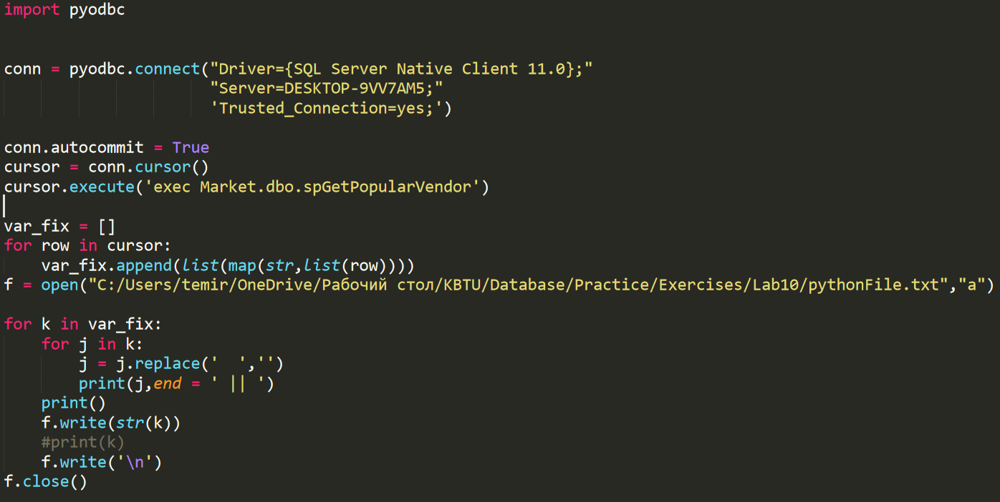 import pyodbc
conn = pyodbc.connect("Driver={SQL Server Native Client 11.0};"
"Server=DESKTOP-9VV7AM5;"
'Trusted_Connection=yes;')
conn.autocommit = True
cursor = conn.cursor()
cursor.execute('exec Market.dbo.spGetPopularVendor')
var_fix = []
for row in cursor:
    var_fix.append(list(map(str,list(row))))
f = open("C:/Users/temir/OneDrive/Рабочий стол/KBTU/Database/Practice/Exercises/Lab10/pythonFile.txt","a")
for k in var_fix:
    for j in k:
        j = j.replace('  ','')
        print(j,end = ' || ')
    print()
    f.write(str(k))
    #print(k)
    f.write('\n')
f.close()